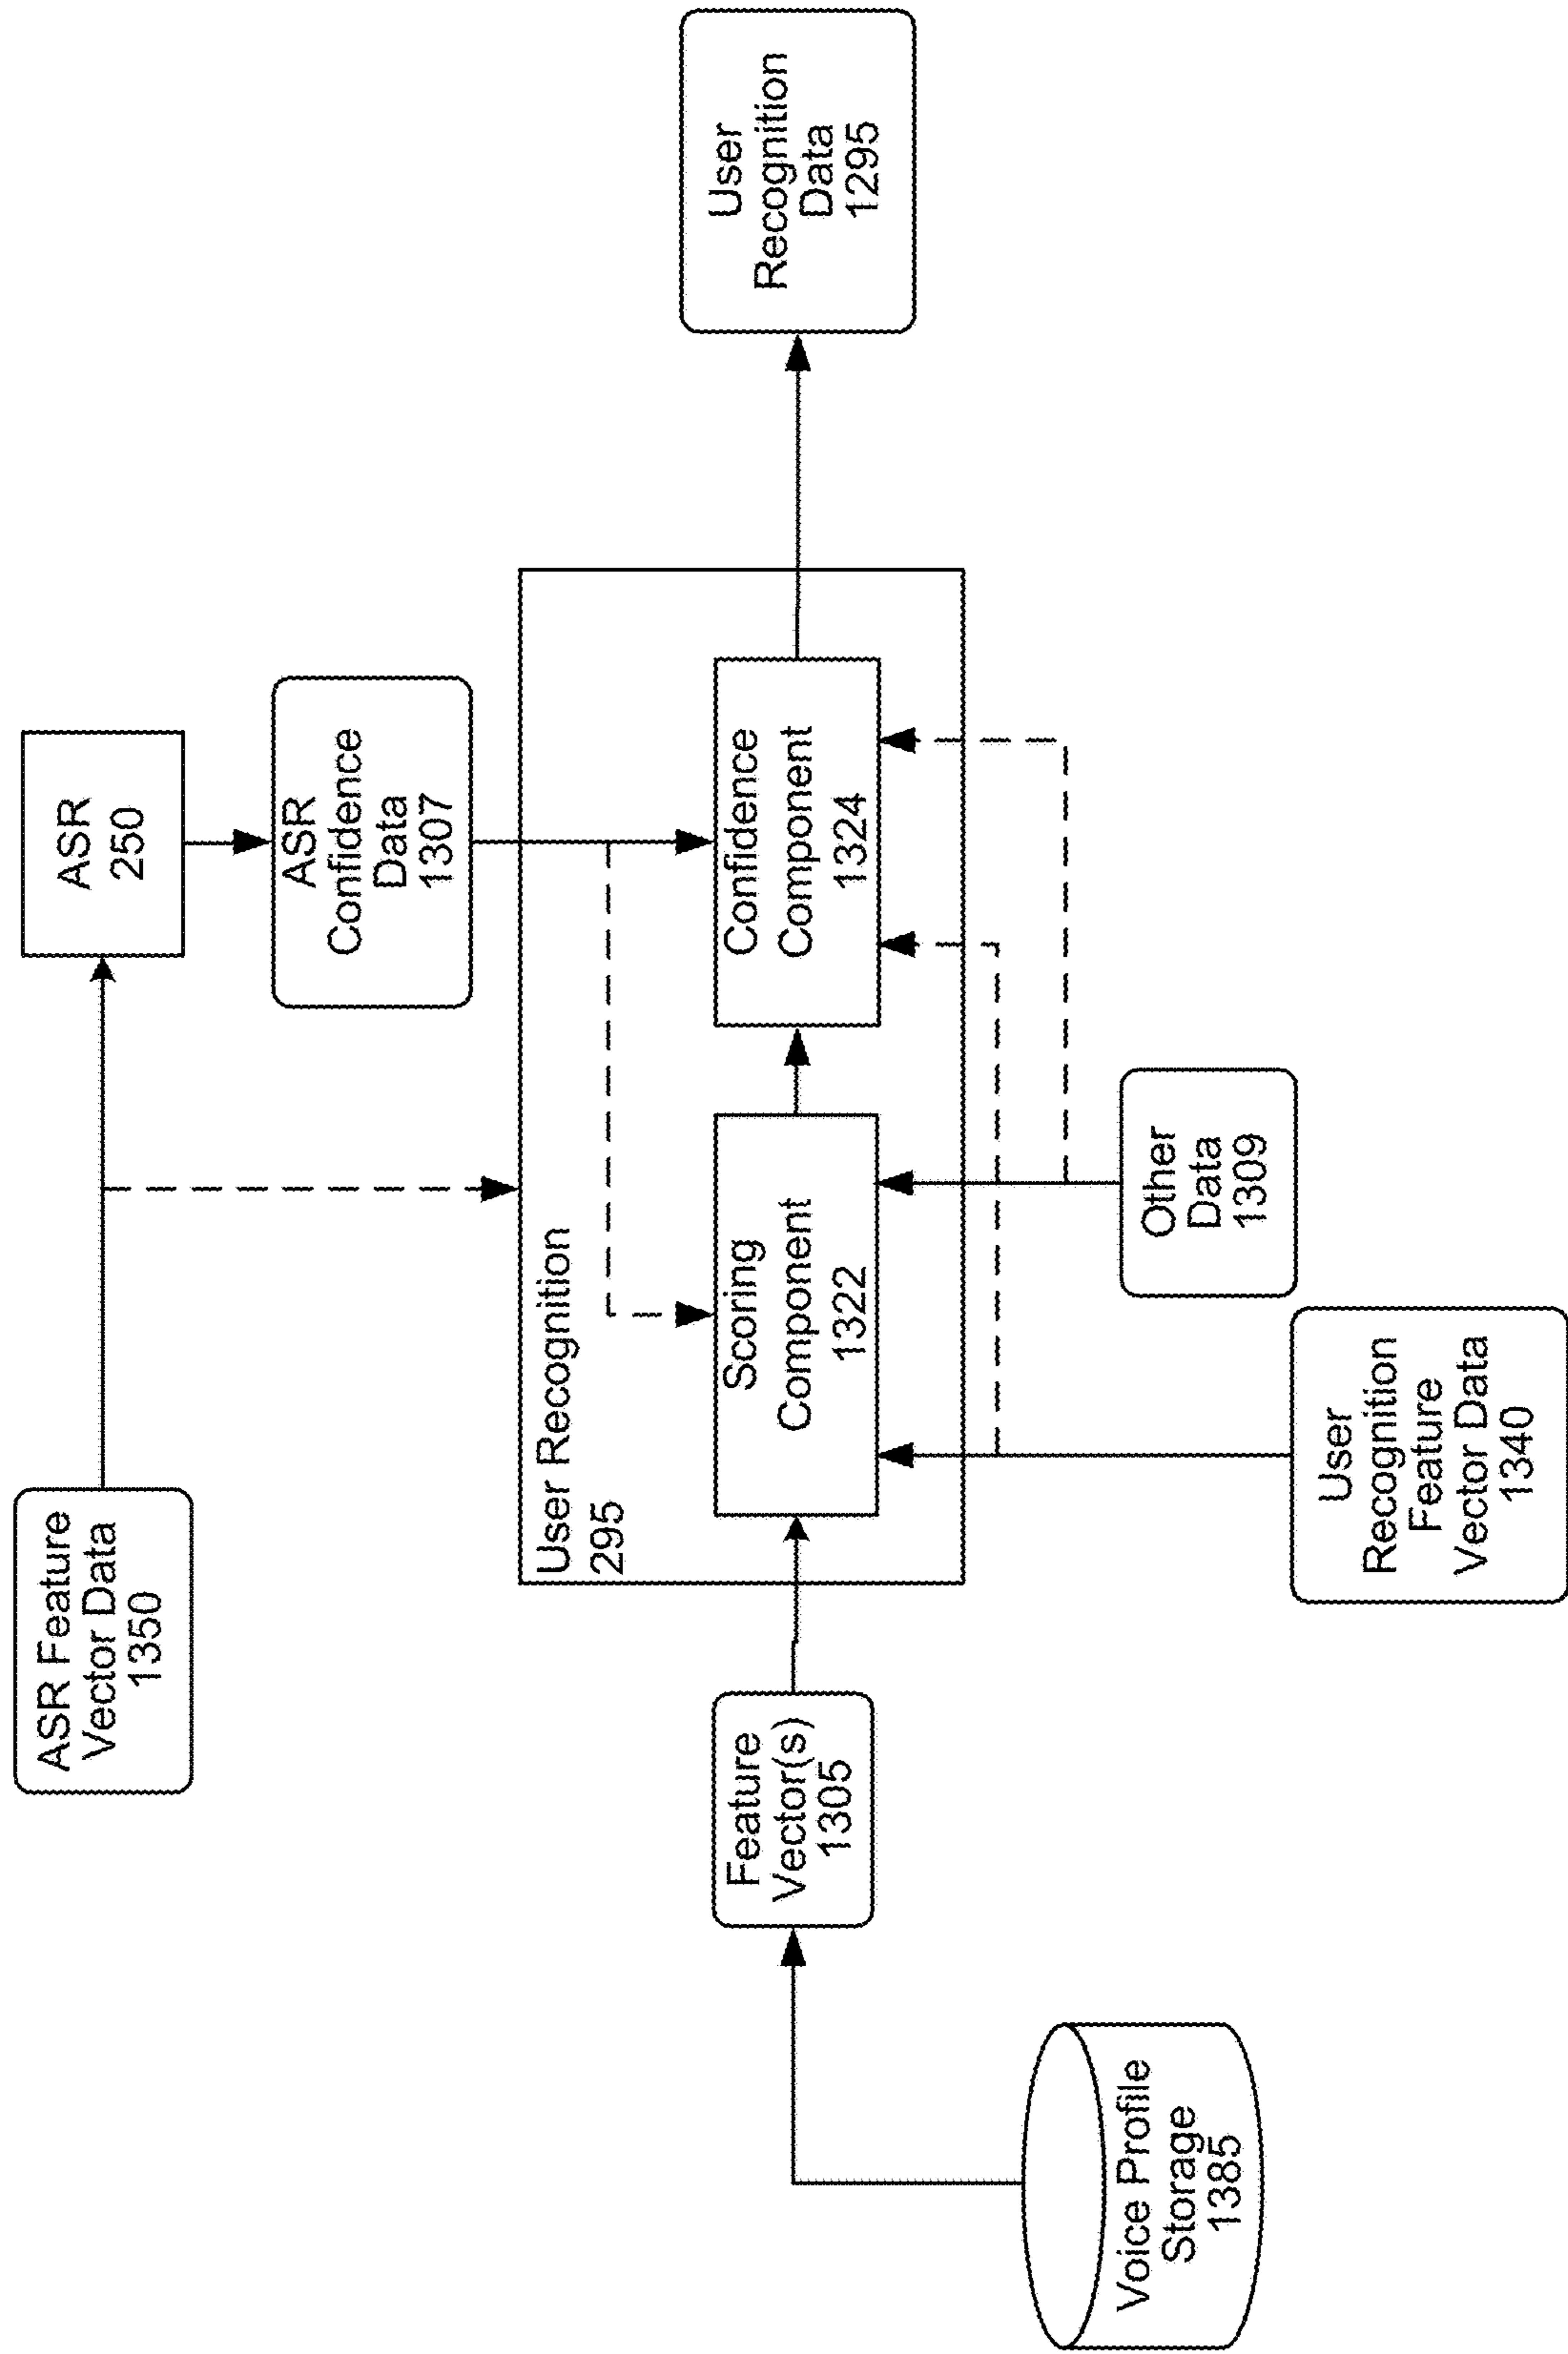 ASR Feature
Vector Data
1350
ASR
250
ASR
Confidence
Data
1307
User Recognition
295
Voice Profile
Storage
1385
Feature
Vector(s)
1305
Scoring
Component
1322
Confidence
Component
1324
User
Recognition
Data
1295
User
Recognition
Feature
Vector Data
1340
Other
Data
1309